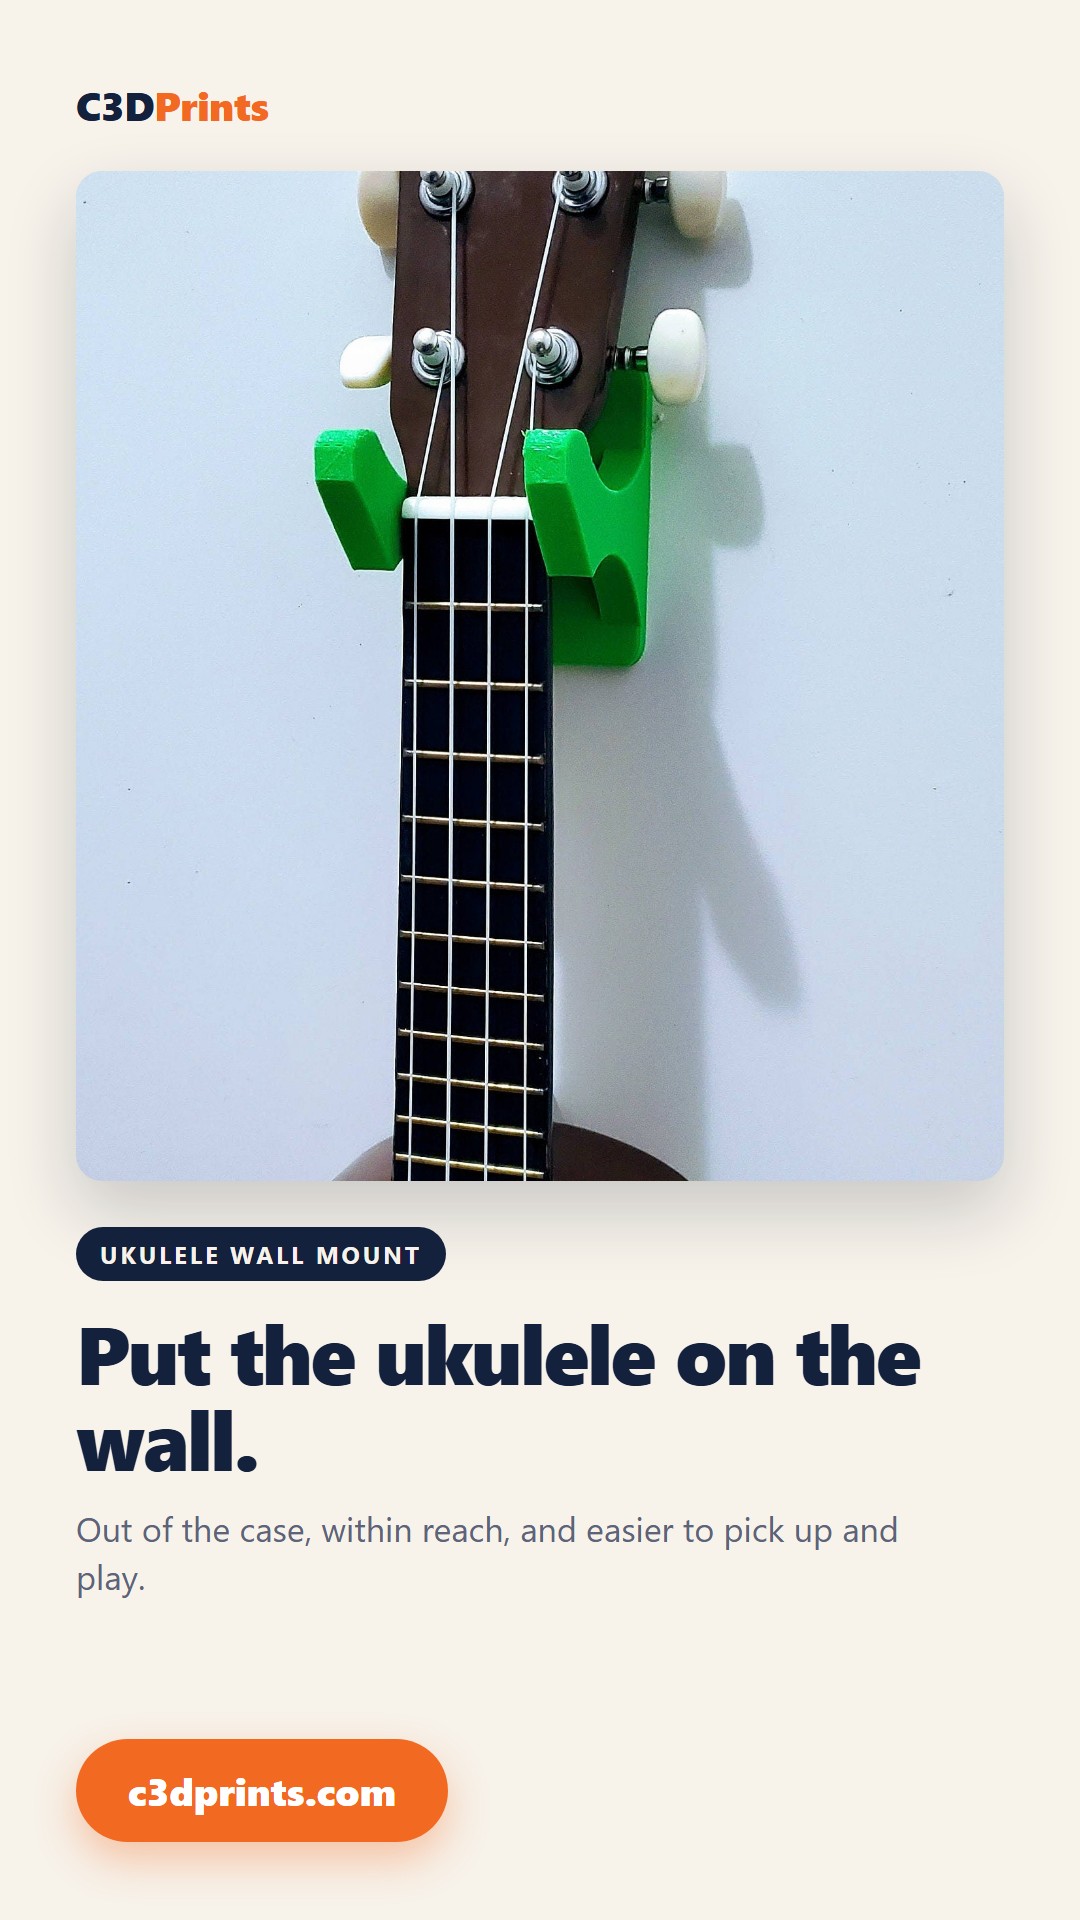 C3DPrints
UKULELE WALL MOUNT
Put the ukulele on the
wall.
Out of the case, within reach, and easier to pick up and
play.
c3dprints.com